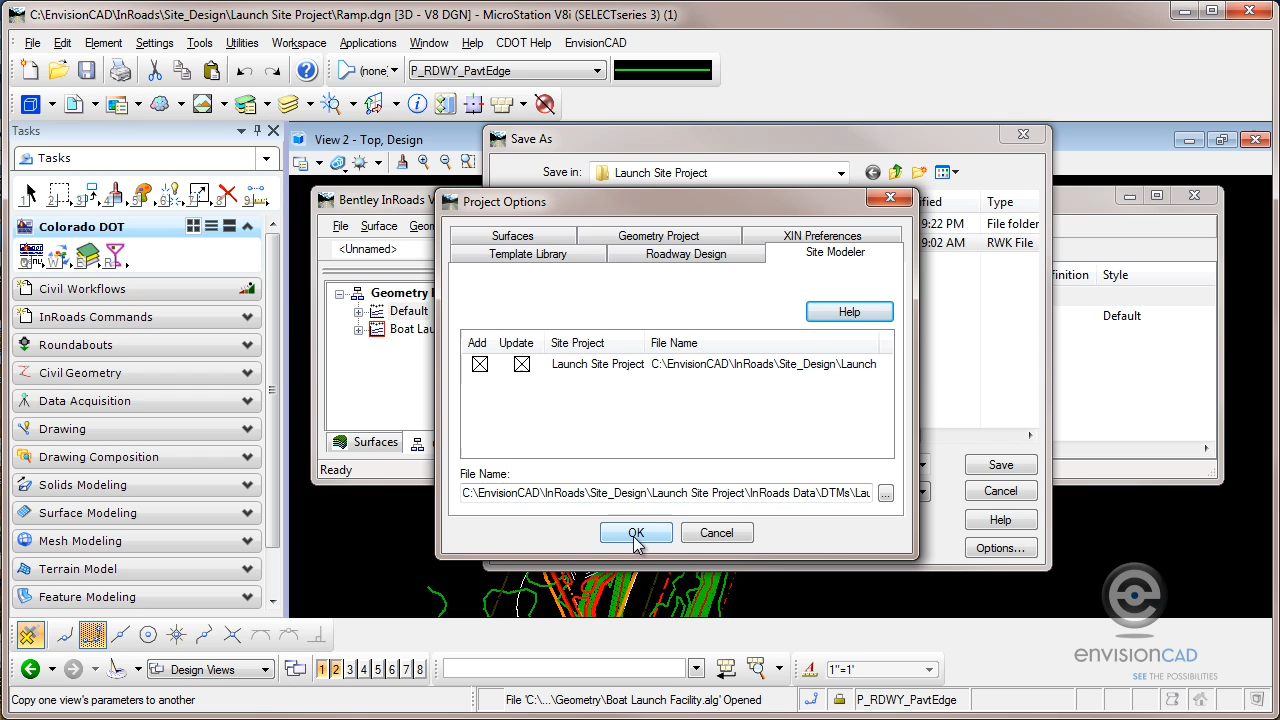 C:\EnvisionCAD\InRoads\Site_Design\Launch Site Project\Ramp.dgn [3D - V8 DGN] - MicroStation V8i (SELECTseries 3) (1)
File Edit Element Settings Tools Utilities Workspace Applications Window Help CDOT Help EnvisionCAD
(none: P_RDWY_PavtEdge
Tasks
Tasks
Colorado DOT
Civil Workflows
InRoads Commands
Roundabouts
Civil Geometry
Data Acquisition
Drawing
Drawing Composition
Solids Modeling
Surface Modeling
Mesh Modeling
Terrain Model
Feature Modeling
View 2 - Top, Design
Bentley InRoads V
File Surface Geo
<Unnamed>
Geometry
Default
Boat Lau
Surfaces
Ready
Save As
Save in: Launch Site Project
ified Type
9:22 PM File folder
9:02 AM RWK File
Save
Cancel
Help
Options...
finition Style
Default
Project Options
Surfaces Geometry Project XIN Preferences
Template Library Roadway Design Site Modeler
Help
Add Update Site Project File Name
Launch Site Project C:\EnvisionCAD\InRoads\Site_Design\Launch
File Name:
C:\EnvisionCAD\InRoads\Site_Design\Launch Site Project\InRoads Data\DTMs\Lau
...
OK Cancel
envisionCAD
SEE THE POSSIBILITIES
Design Views 1 2 3 4 5 6 7 8 1"=1'
Copy one view's parameters to another File 'C:\...\Geometry\Boat Launch Facility.alg' Opened P_RDWY_PavtEdge